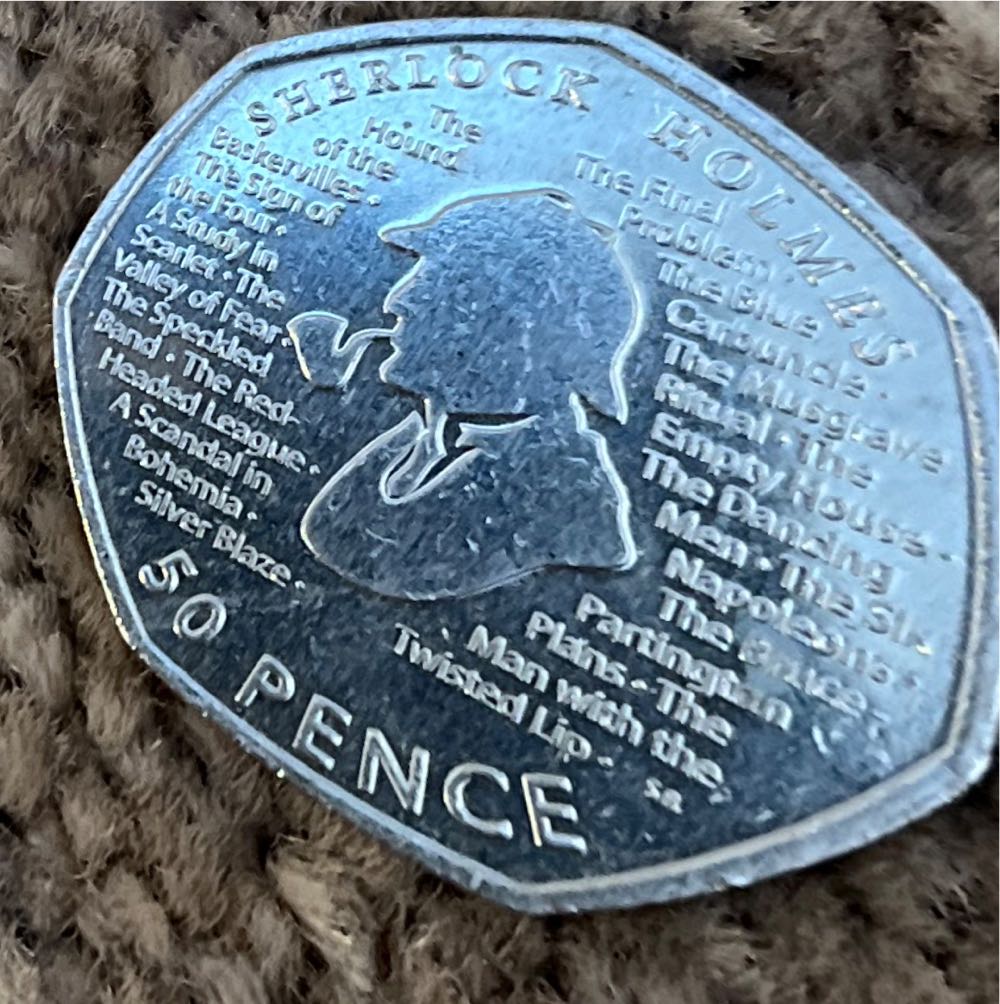 SHERLOCK HOLMES
The
Hound
of the
Baskervilles •
The Sign of
the Four •
A Study in
Scarlet • The
Valley of Fear •
The Speckled
Band • The Red-
Headed League •
A Scandal in
Bohemia •
Silver Blaze •
The Final
Problem •
The Blue
Carbuncle •
The Musgrave
Ritual • The
Empty House •
The Dancing
Men • The Six
Napoleons •
The Bruce-
Partington
Plans • The
Man with the
Twisted Lip •
SR
50 PENCE